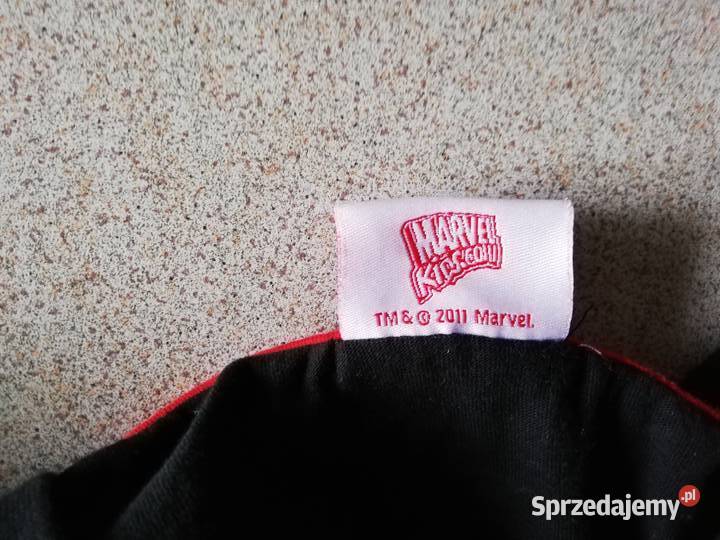 MARVEL
KiDS.COM
TM & © 2011 Marvel.
Sprzedajemy.pl